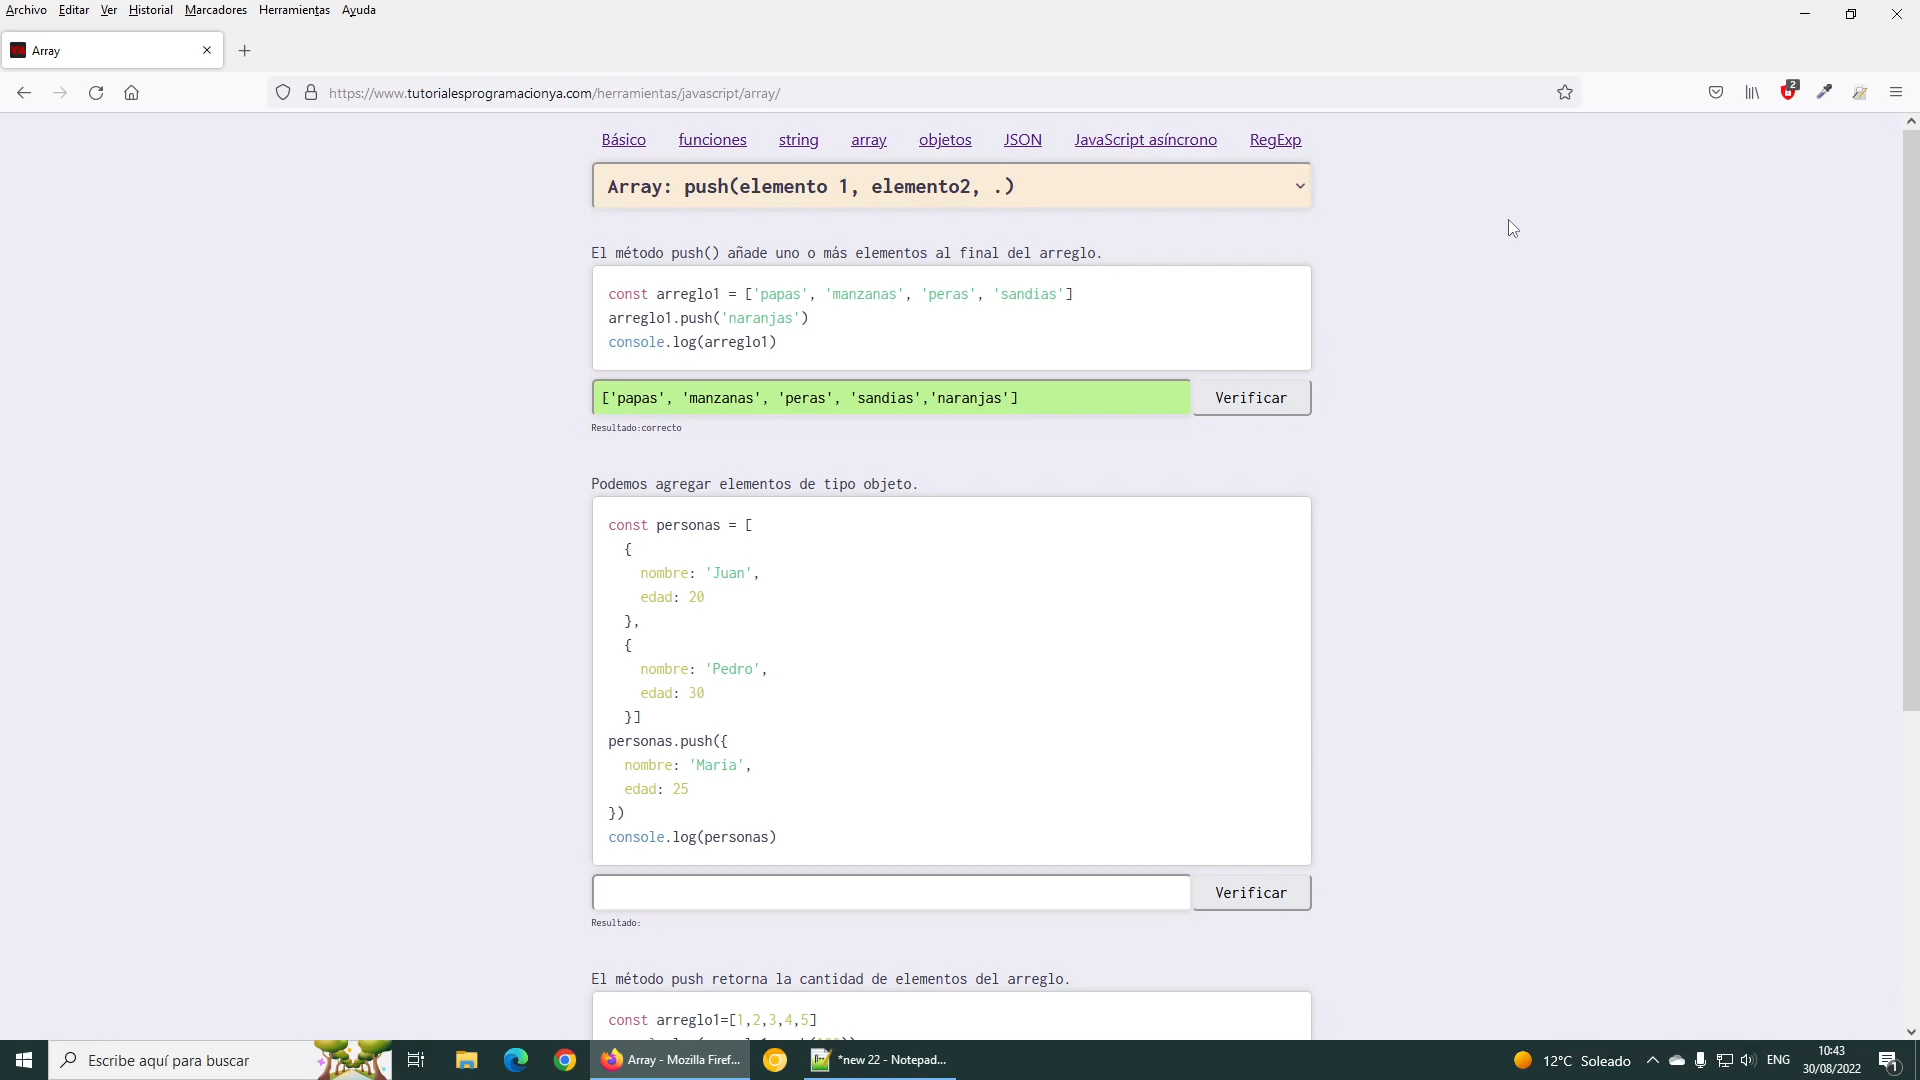 Archivo Editar Ver Historial Marcadores Herramientas Ayuda
Array
https://www.tutorialesprogramacionya.com/herramientas/javascript/array/
2
Básico funciones string array objetos JSON JavaScript asíncrono RegExp
Array: push(elemento 1, elemento2, .)
El método push() añade uno o más elementos al final del arreglo.
const arreglo1 = ['papas', 'manzanas', 'peras', 'sandias']
arreglo1.push('naranjas')
console.log(arreglo1)
['papas', 'manzanas', 'peras', 'sandias','naranjas'] Verificar
Resultado:correcto
Podemos agregar elementos de tipo objeto.
const personas = [
{
nombre: 'Juan',
edad: 20
},
{
nombre: 'Pedro',
edad: 30
}]
personas.push({
nombre: 'Maria',
edad: 25
})
console.log(personas)
Verificar
Resultado:
El método push retorna la cantidad de elementos del arreglo.
const arreglo1=[1,2,3,4,5]
Escribe aquí para buscar
Array - Mozilla Firef...
*new 22 - Notepad...
12°C Soleado
ENG
10:43
30/08/2022
1